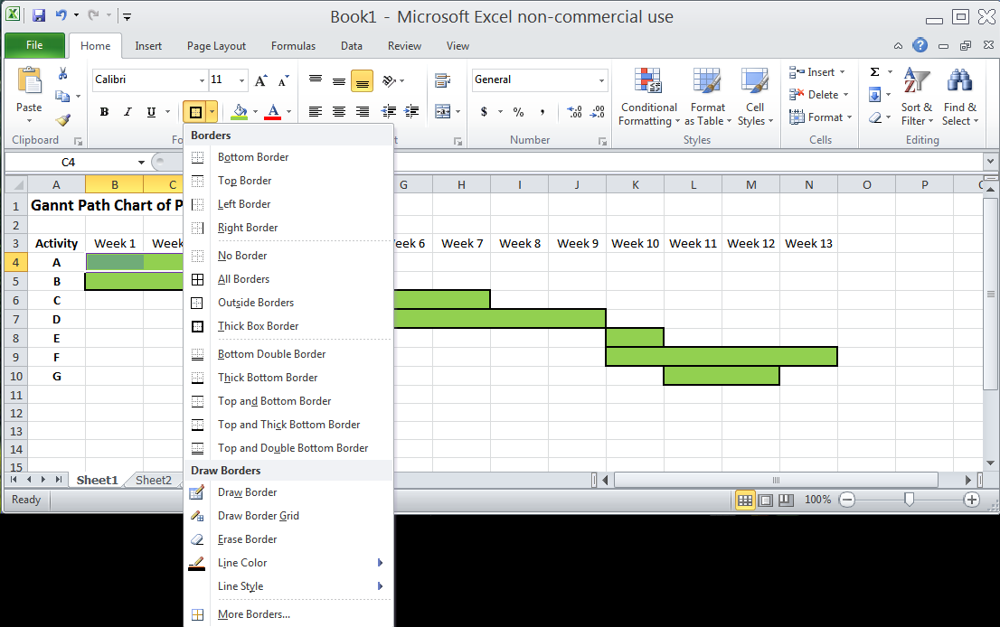 Book1 - Microsoft Excel non-commercial use
File Home Insert Page Layout Formulas Data Review View
Calibri 11 General
Paste
B I U $ % ,
Conditional Formatting
Format as Table
Cell Styles
Insert
Delete
Format
Σ
Sort & Filter
Find & Select
Clipboard Fo t Number Styles Cells Editing
C4
A B C G H I J K L M N O P
1 Gannt Path Chart of P
2
3 Activity Week 1 Week eek 6 Week 7 Week 8 Week 9 Week 10 Week 11 Week 12 Week 13
4 A
5 B
6 C
7 D
8 E
9 F
10 G
11
12
13
14
15
Borders
Bottom Border
Top Border
Left Border
Right Border
No Border
All Borders
Outside Borders
Thick Box Border
Bottom Double Border
Thick Bottom Border
Top and Bottom Border
Top and Thick Bottom Border
Top and Double Bottom Border
Draw Borders
Draw Border
Draw Border Grid
Erase Border
Line Color
Line Style
More Borders...
Sheet1 Sheet2
Ready 100%